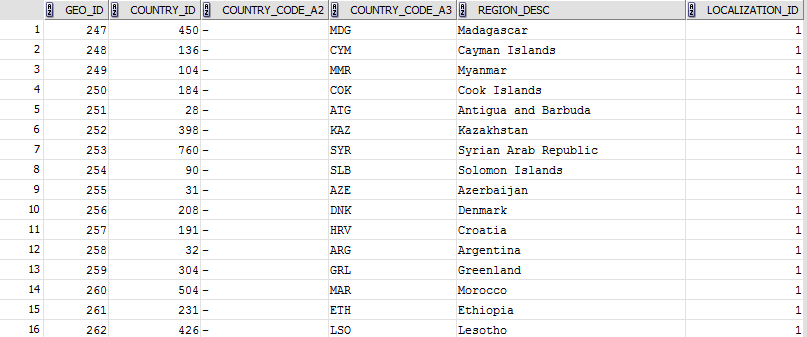 GEO_ID COUNTRY_ID COUNTRY_CODE_A2 COUNTRY_CODE_A3 REGION_DESC LOCALIZATION_ID
1 247 450 - MDG Madagascar 1
2 248 136 - CYM Cayman Islands 1
3 249 104 - MMR Myanmar 1
4 250 184 - COK Cook Islands 1
5 251 28 - ATG Antigua and Barbuda 1
6 252 398 - KAZ Kazakhstan 1
7 253 760 - SYR Syrian Arab Republic 1
8 254 90 - SLB Solomon Islands 1
9 255 31 - AZE Azerbaijan 1
10 256 208 - DNK Denmark 1
11 257 191 - HRV Croatia 1
12 258 32 - ARG Argentina 1
13 259 304 - GRL Greenland 1
14 260 504 - MAR Morocco 1
15 261 231 - ETH Ethiopia 1
16 262 426 - LSO Lesotho 1